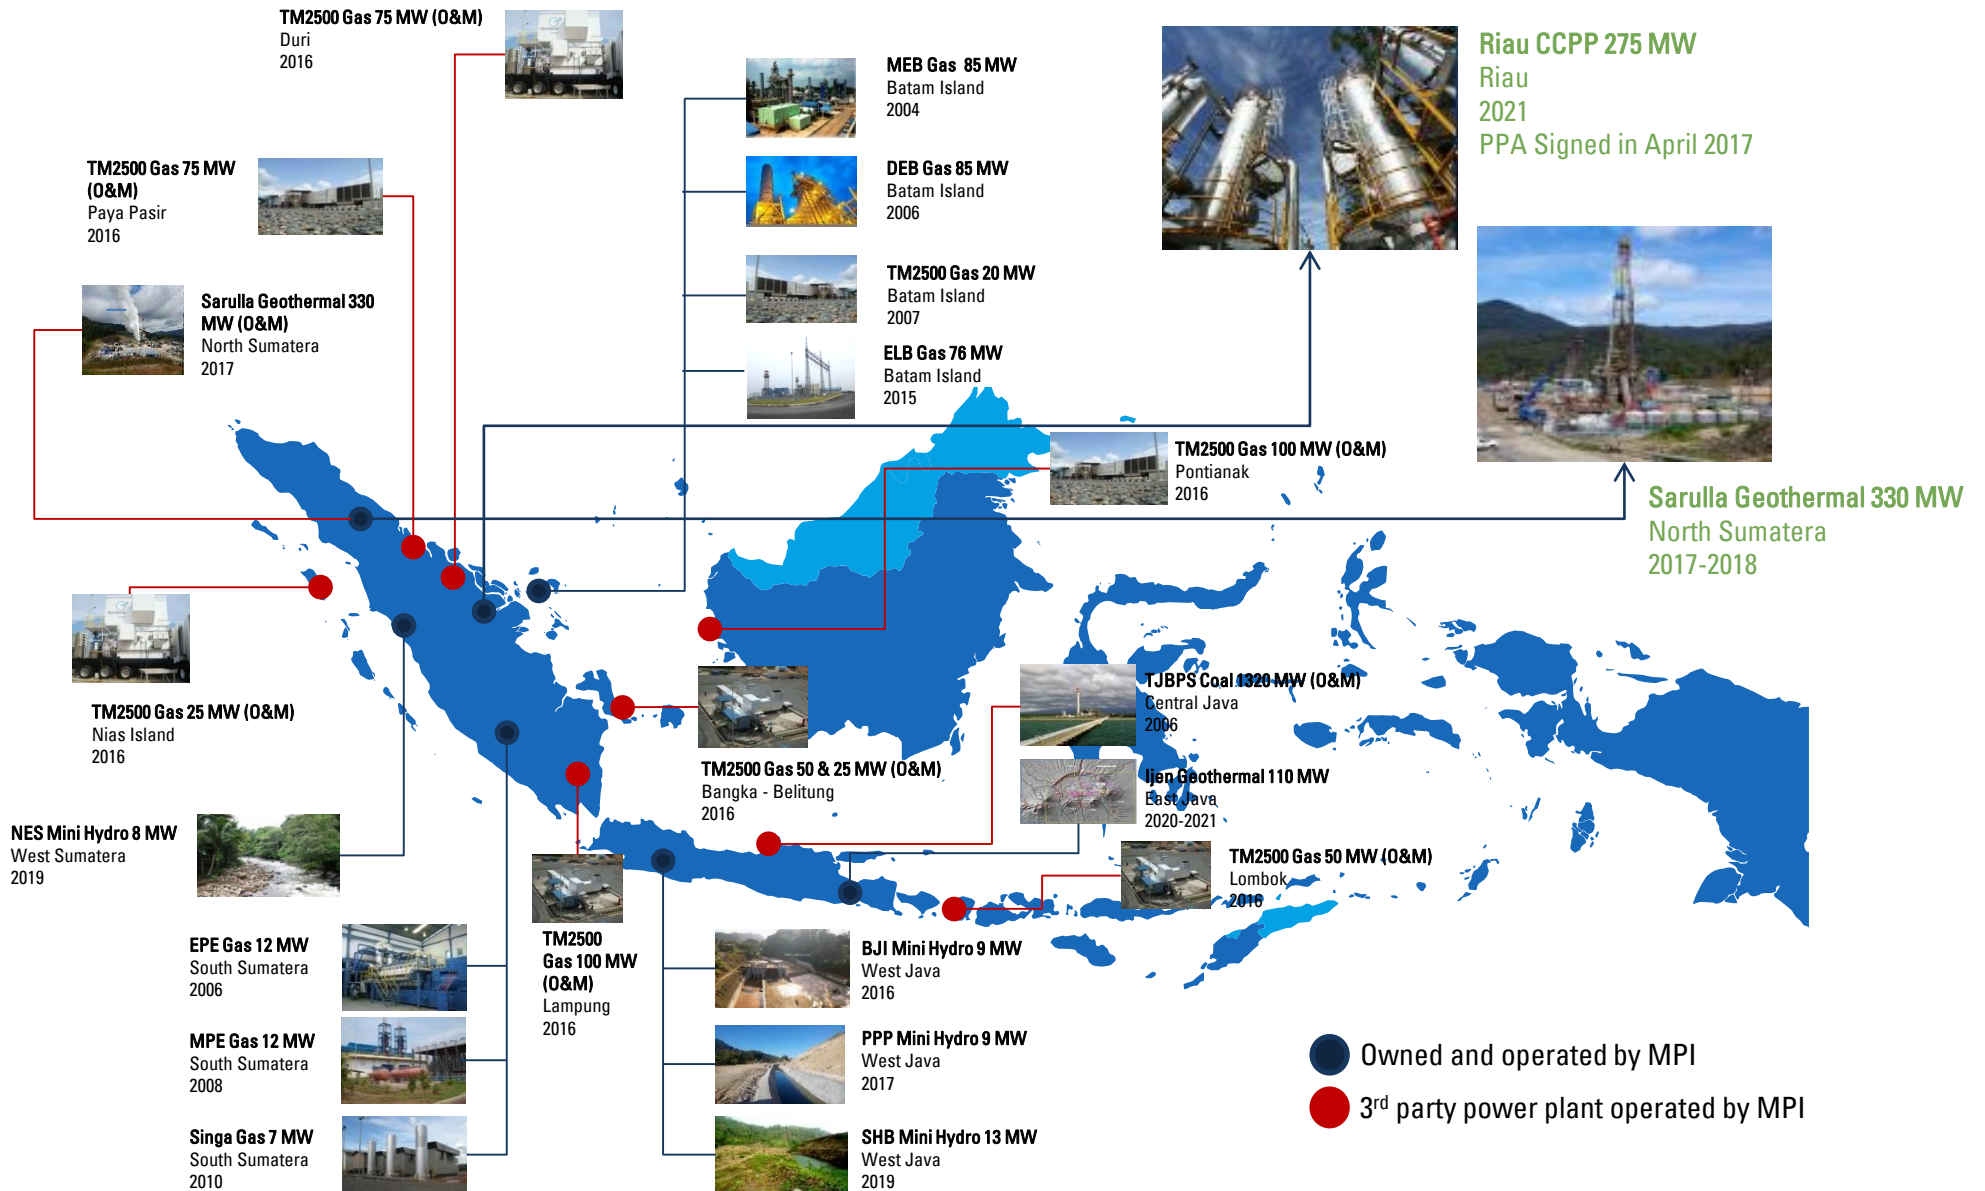 TM2500 Gas 75 MW (O&M)
Duri
2016
MEB Gas 85 MW
Batam Island
2004
Riau CCPP 275 MW
Riau
2021
PPA Signed in April 2017
TM2500 Gas 75 MW
(O&M)
Paya Pasir
2016
DEB Gas 85 MW
Batam Island
2006
TM2500 Gas 20 MW
Batam Island
2007
Sarulla Geothermal 330
MW (O&M)
North Sumatera
2017
ELB Gas 76 MW
Batam Island
2015
TM2500 Gas 100 MW (O&M)
Pontianak
2016
Sarulla Geothermal 330 MW
North Sumatera
2017-2018
TM2500 Gas 25 MW (O&M)
Nias Island
2016
TJBPS Coal 1320 MW (O&M)
Central Java
2006
TM2500 Gas 50 & 25 MW (O&M)
Bangka - Belitung
2016
Ijen Geothermal 110 MW
East Java
2020-2021
NES Mini Hydro 8 MW
West Sumatera
2019
TM2500 Gas 50 MW (O&M)
Lombok
2016
EPE Gas 12 MW
South Sumatera
2006
TM2500
Gas 100 MW
(O&M)
Lampung
2016
BJI Mini Hydro 9 MW
West Java
2016
MPE Gas 12 MW
South Sumatera
2008
PPP Mini Hydro 9 MW
West Java
2017
Singa Gas 7 MW
South Sumatera
2010
SHB Mini Hydro 13 MW
West Java
2019
Owned and operated by MPI
3rd party power plant operated by MPI